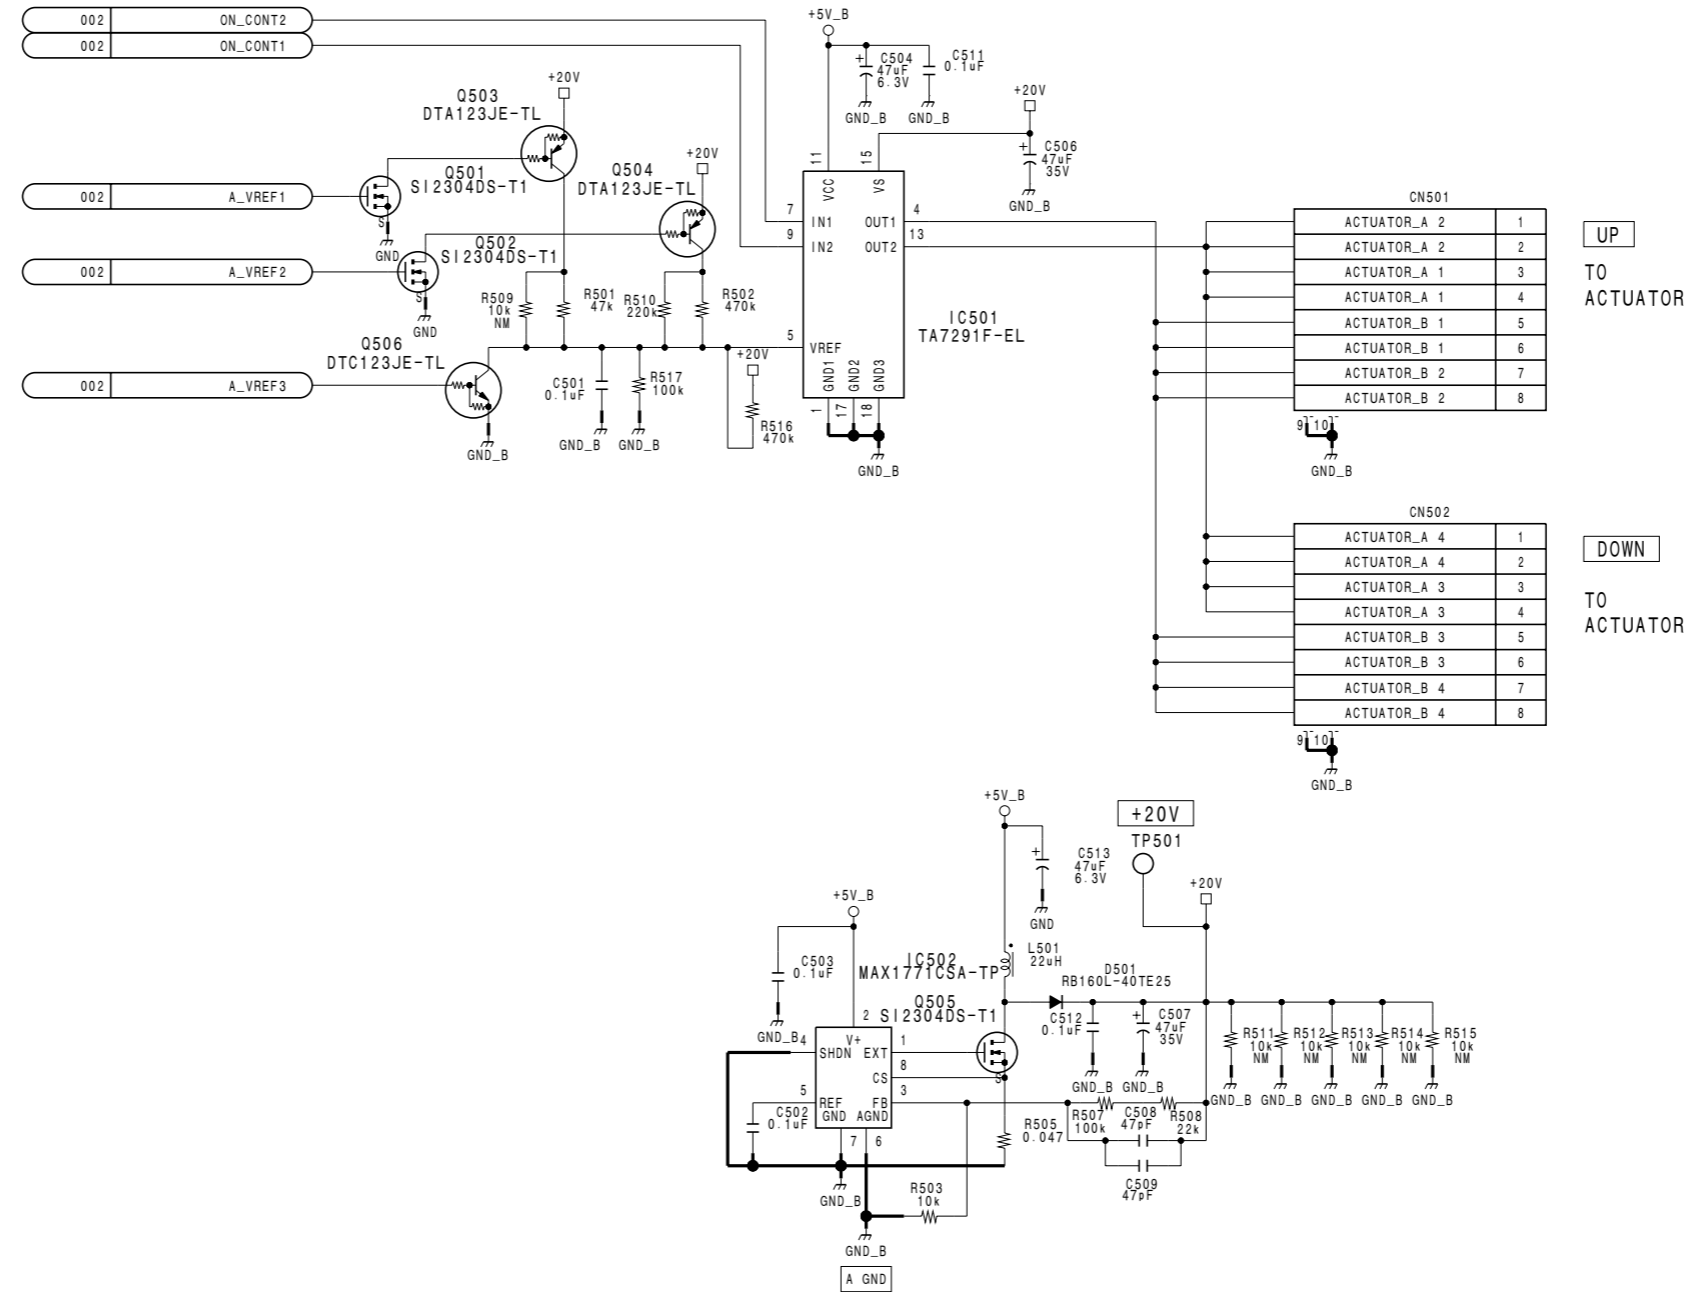 002 ON_CONT2
002 ON_CONT1
+5V_B
C504
47uF
6.3V
C511
0.1uF
GND_B
GND_B
+20V
C506
47uF
35V
GND_B
Q503
DTA123JE-TL
+20V
Q501
SI2304DS-T1
Q504
DTA123JE-TL
+20V
002 A_VREF1
S
GND
Q502
SI2304DS-T1
002 A_VREF2
S
GND
R509
10k
NM
R501
47k
R510
220k
R502
470k
Q506
DTC123JE-TL
002 A_VREF3
GND_B
C501
0.1uF
GND_B
R517
100k
GND_B
+20V
R516
470k
11
15
VCC
VS
7 IN1
9 IN2
OUT1 4
OUT2 13
5 VREF
GND1
GND2
GND3
1
17
18
GND_B
IC501
TA7291F-EL
CN501
ACTUATOR_A 2 1
ACTUATOR_A 2 2
ACTUATOR_A 1 3
ACTUATOR_A 1 4
ACTUATOR_B 1 5
ACTUATOR_B 1 6
ACTUATOR_B 2 7
ACTUATOR_B 2 8
9 10
GND_B
UP
TO
ACTUATOR
CN502
ACTUATOR_A 4 1
ACTUATOR_A 4 2
ACTUATOR_A 3 3
ACTUATOR_A 3 4
ACTUATOR_B 3 5
ACTUATOR_B 3 6
ACTUATOR_B 4 7
ACTUATOR_B 4 8
9 10
GND_B
DOWN
TO
ACTUATOR
+5V_B
C513
47uF
6.3V
GND
+20V
TP501
+20V
+5V_B
C503
0.1uF
GND_B
IC502
MAX1771CSA-TP
L501
22uH
D501
RB160L-40TE25
Q505
SI2304DS-T1
C512
0.1uF
GND_B
C507
47uF
35V
GND_B
R511
10k
NM
GND_B
R512
10k
NM
GND_B
R513
10k
NM
GND_B
R514
10k
NM
GND_B
R515
10k
NM
GND_B
2
V+
4 SHDN
EXT 1
CS 8
5 REF
FB 3
GND
AGND
7
6
S
C502
0.1uF
R505
0.047
R507
100k
C508
47pF
R508
22k
C509
47pF
GND_B
R503
10k
GND_B
A GND